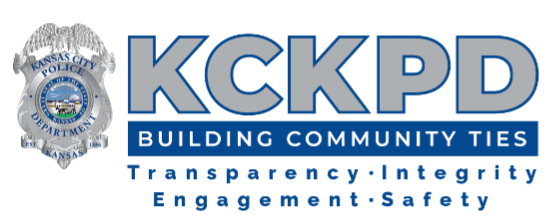 KANSAS CITY
POLICE
DEPARTMENT
KANSAS
KCKPD
BUILDING COMMUNITY TIES
Transparency·Integrity
Engagement·Safety